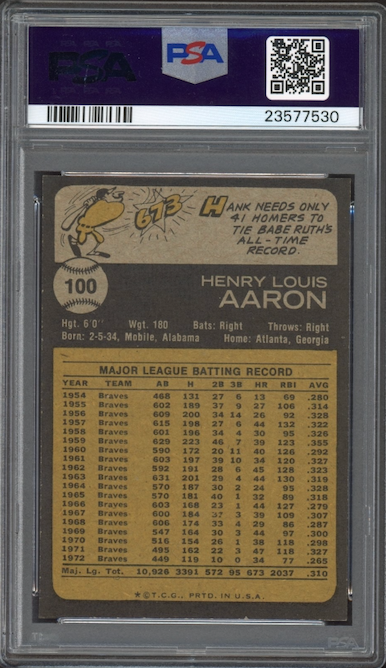 PSA
PSA
23577530
673
HANK NEEDS ONLY
41 HOMERS TO
TIE BABE RUTH'S
ALL-TIME
RECORD.
100
HENRY LOUIS
AARON
Hgt. 6'0" Wgt. 180 Bats: Right Throws: Right
Born: 2-5-34, Mobile, Alabama Home: Atlanta, Georgia
MAJOR LEAGUE BATTING RECORD
YEAR TEAM AB H 2B 3B HR RBI AVG
1954 Braves 468 131 27 6 13 69 .280
1955 Braves 602 189 37 9 27 106 .314
1956 Braves 609 200 34 14 26 92 .328
1957 Braves 615 198 27 6 44 132 .322
1958 Braves 601 196 34 4 30 95 .326
1959 Braves 629 223 46 7 39 123 .355
1960 Braves 590 172 20 11 40 126 .292
1961 Braves 603 197 39 10 34 120 .327
1962 Braves 592 191 28 6 45 128 .323
1963 Braves 631 201 29 4 44 130 .319
1964 Braves 570 187 30 2 24 95 .328
1965 Braves 570 181 40 1 32 89 .318
1966 Braves 603 168 23 1 44 127 .279
1967 Braves 600 184 37 3 39 109 .307
1968 Braves 606 174 33 4 29 86 .287
1969 Braves 547 164 30 3 44 97 .300
1970 Braves 516 154 26 1 38 118 .298
1971 Braves 495 162 22 3 47 118 .327
1972 Braves 449 119 10 0 34 77 .265
Maj. Lg. Tot. 10,926 3391 572 95 673 2037 .310
*©T.C.G., PRTD. IN U.S.A.